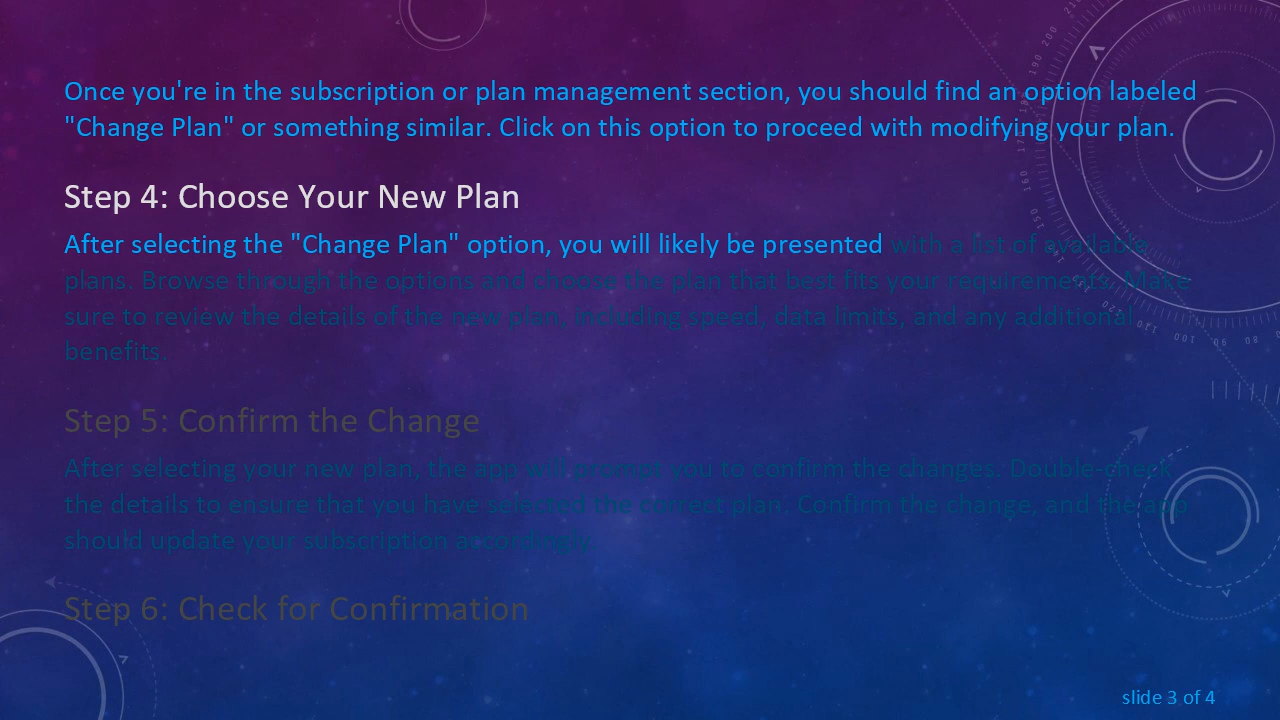 Once you're in the subscription or plan management section, you should find an option labeled
"Change Plan" or something similar. Click on this option to proceed with modifying your plan.
Step 4: Choose Your New Plan
After selecting the "Change Plan" option, you will likely be presented with a list of available
plans. Browse through the options and choose the plan that best fits your requirements. Make
sure to review the details of the new plan, including speed, data limits, and any additional
benefits.
Step 5: Confirm the Change
After selecting your new plan, the app will prompt you to confirm the changes. Double-check
the details to ensure that you have selected the correct plan. Confirm the change, and the app
should update your subscription accordingly.
Step 6: Check for Confirmation
slide 3 of 4